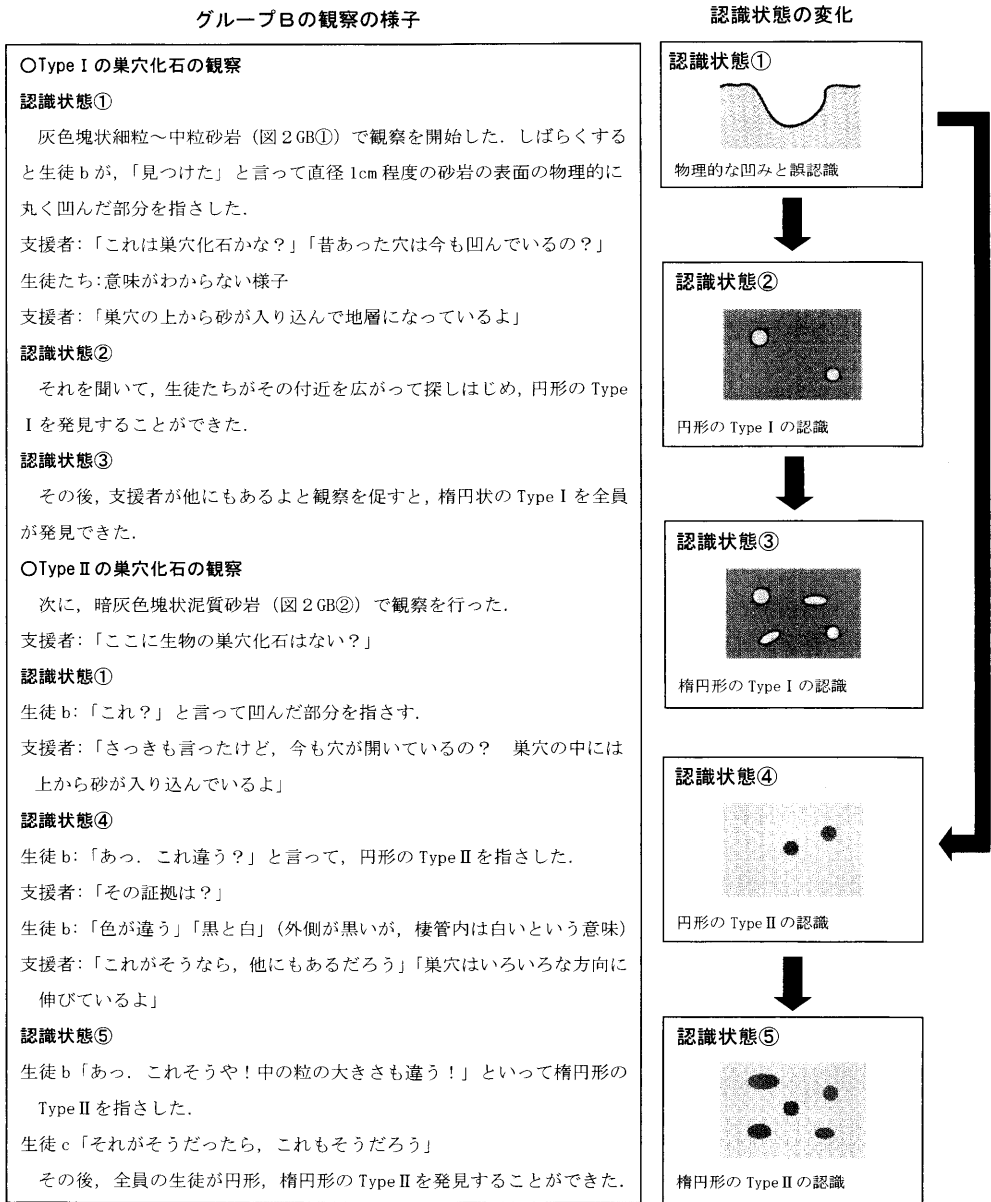 グループBの観察の様子
○Type Ⅰの巣穴化石の観察
認識状態①
灰色塊状細粒～中粒砂岩（図2GB①）で観察を開始した．しばらくする
と生徒bが，「見つけた」と言って直径1cm程度の砂岩の表面の物理的に
丸く凹んだ部分を指さした．
支援者：「これは巣穴化石かな？」「昔あった穴は今も凹んでいるの？」
生徒たち：意味がわからない様子
支援者：「巣穴の上から砂が入り込んで地層になっているよ」
認識状態②
それを聞いて，生徒たちがその付近を広がって探しはじめ，円形のType
Ⅰを発見することができた．
認識状態③
その後，支援者が他にもあるよと観察を促すと，楕円状のType Ⅰを全員
が発見できた．
○Type Ⅱの巣穴化石の観察
次に，暗灰色塊状泥質砂岩（図2GB②）で観察を行った．
支援者：「ここに生物の巣穴化石はない？」
認識状態①
生徒b：「これ？」と言って凹んだ部分を指さす．
支援者：「さっきも言ったけど，今も穴が開いているの？　巣穴の中には
上から砂が入り込んでいるよ」
認識状態④
生徒b：「あっ．これ違う？」と言って，円形のType Ⅱを指さした．
支援者：「その証拠は？」
生徒b：「色が違う」「黒と白」（外側が黒いが，棲管内は白いという意味）
支援者：「これがそうなら，他にもあるだろう」「巣穴はいろいろな方向に
伸びているよ」
認識状態⑤
生徒b「あっ．これそうや！中の粒の大きさも違う！」といって楕円形の
Type Ⅱを指さした．
生徒c「それがそうだったら，これもそうだろう」
その後，全員の生徒が円形，楕円形のType Ⅱを発見することができた．
認識状態の変化
認識状態①
物理的な凹みと誤認識
認識状態②
円形のType Ⅰの認識
認識状態③
楕円形のType Ⅰの認識
認識状態④
円形のType Ⅱの認識
認識状態⑤
楕円形のType Ⅱの認識